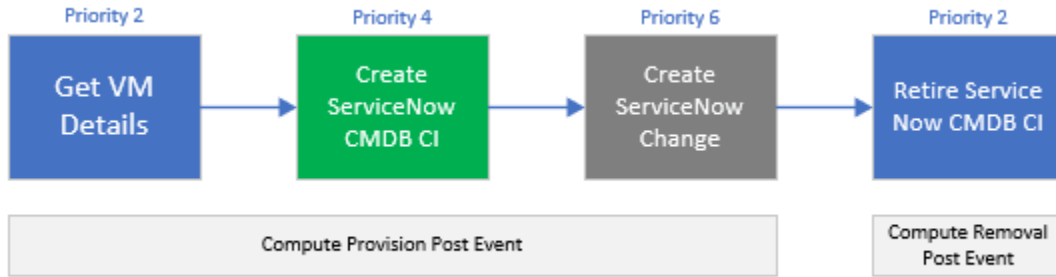 Priority 2
Priority 4
Priority 6
Priority 2
Get VM
Details
Create
ServiceNow
CMDB CI
Create
ServiceNow
Change
Retire Service
Now CMDB CI
Compute Provision Post Event
Compute Removal
Post Event